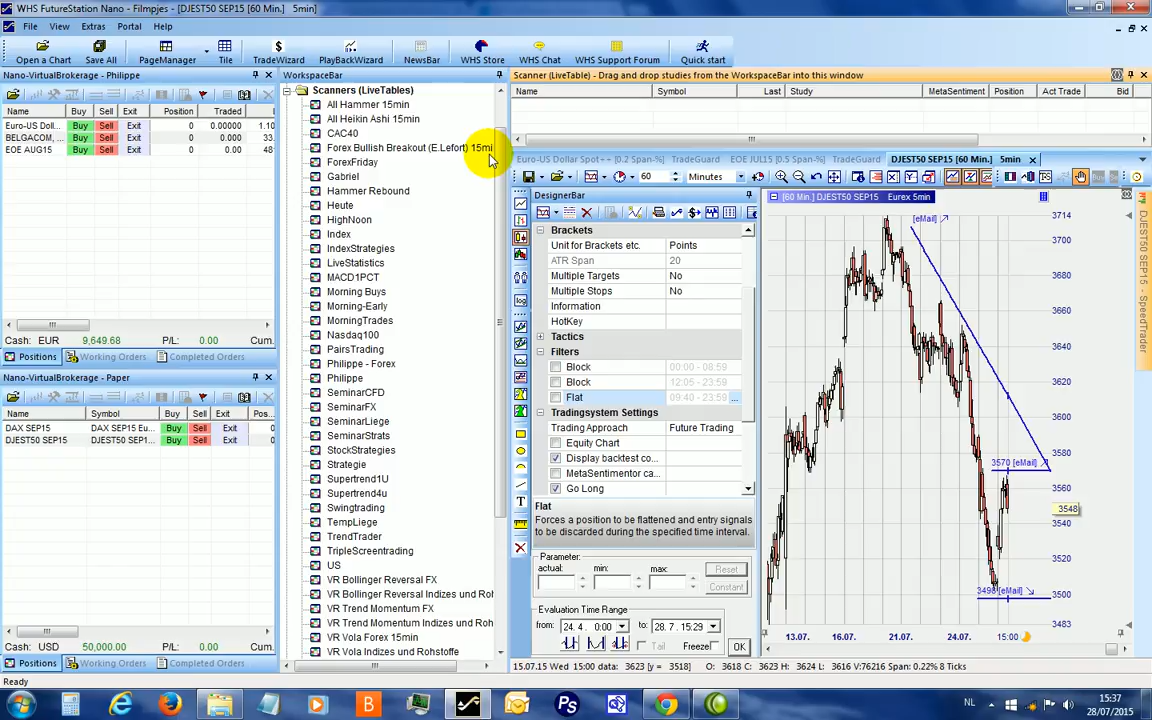 WHS FutureStation Nano - Filmpjes - [DJEST50 SEP15 [60 Min.]   5min]
File View Extras Portal Help
Open a Chart Save All PageManager Tile TradeWizard PlayBackWizard NewsBar WHS Store WHS Chat WHS Support Forum Quick start
Nano-VirtualBrokerage - Philippe
Name Buy Sell Exit Position Traded
Euro-US Dol... Buy Sell Exit 0 0.00000 1.10
BELGACOM,... Buy Sell Exit 0 0.000 33.
EOE AUG15 Buy Sell Exit 0 0.00 48
Cash: EUR 9,649.68 P/L: 0.00 Cum.
Positions Working Orders Completed Orders
Nano-VirtualBrokerage - Paper
Name Symbol Buy Sell Exit Pos...
DAX SEP15 DAX SEP15 Eu... Buy Sell Exit 0
DJEST50 SEP15 DJEST50 SEP1... Buy Sell Exit 0
Cash: USD 50,000.00 P/L: 0.00 Cum.
Positions Working Orders Completed Orders
WorkspaceBar
Scanners (LiveTables)
All Hammer 15min
All Heikin Ashi 15min
CAC40
Forex Bullish Breakout (E.Lefort) 15mi
ForexFriday
Gabriel
Hammer Rebound
Heute
HighNoon
Index
IndexStrategies
LiveStatistics
MACD1PCT
Morning Buys
Morning-Early
MorningTrades
Nasdaq100
PairsTrading
Philippe - Forex
Philippe
SeminarCFD
SeminarFX
SeminarLiege
SeminarStrats
StockStrategies
Strategie
Supertrend1U
Supertrend4u
Swingtrading
TempLiege
TrendTrader
TripleScreentrading
US
VR Bollinger Reversal FX
VR Bollinger Reversal Indizes und Roh
VR Trend Momentum FX
VR Trend Momentum Indizes und Roh
VR Vola Forex 15min
VR Vola Indizes und Rohstoffe
Scanner (LiveTable) - Drag and drop studies from the WorkspaceBar into this window
Name Symbol Last Study MetaSentiment Position Act Trade Bid
Euro-US Dollar Spot++ [0.2 Span-%] TradeGuard EOE JUL15 [0.5 Span-%] TradeGuard DJEST50 SEP15 [60 Min.]   5min
60 Minutes
DesignerBar
Brackets
Unit for Brackets etc. Points
ATR Span 20
Multiple Targets No
Multiple Stops No
Information
HotKey
Tactics
Filters
Block 00:00 - 08:59
Block 12:05 - 23:59
Flat 09:40 - 23:59 ...
Tradingsystem Settings
Trading Approach Future Trading
Equity Chart
Display backtest co...
MetaSentimentor ca...
Go Long
Flat
Forces a position to be flattened and entry signals
to be discarded during the specified time interval.
Parameter:
actual: min: max: Reset
Constant
Evaluation Time Range
from: 24. 4. 0:00 to: 28. 7. 15:29
Tail Freeze OK
[60 Min.] DJEST50 SEP15 Eurex 5min
[eMail]
3714
3700
3680
3660
3640
3620
3600
3580
3570 [eMail]
3560
3548
3540
3520
3498 [eMail]
3500
3483
13.07. 16.07. 21.07. 24.07. 15:00
DJEST50 SEP15 - SpeedTrader
15.07.15 Wed 15:00 data: 3623 [y = 3518] O: 3618 C: 3623 H: 3624 L: 3616 V:76216 Span: 0.22% 8 Ticks
Ready
NL 15:37
28/07/2015